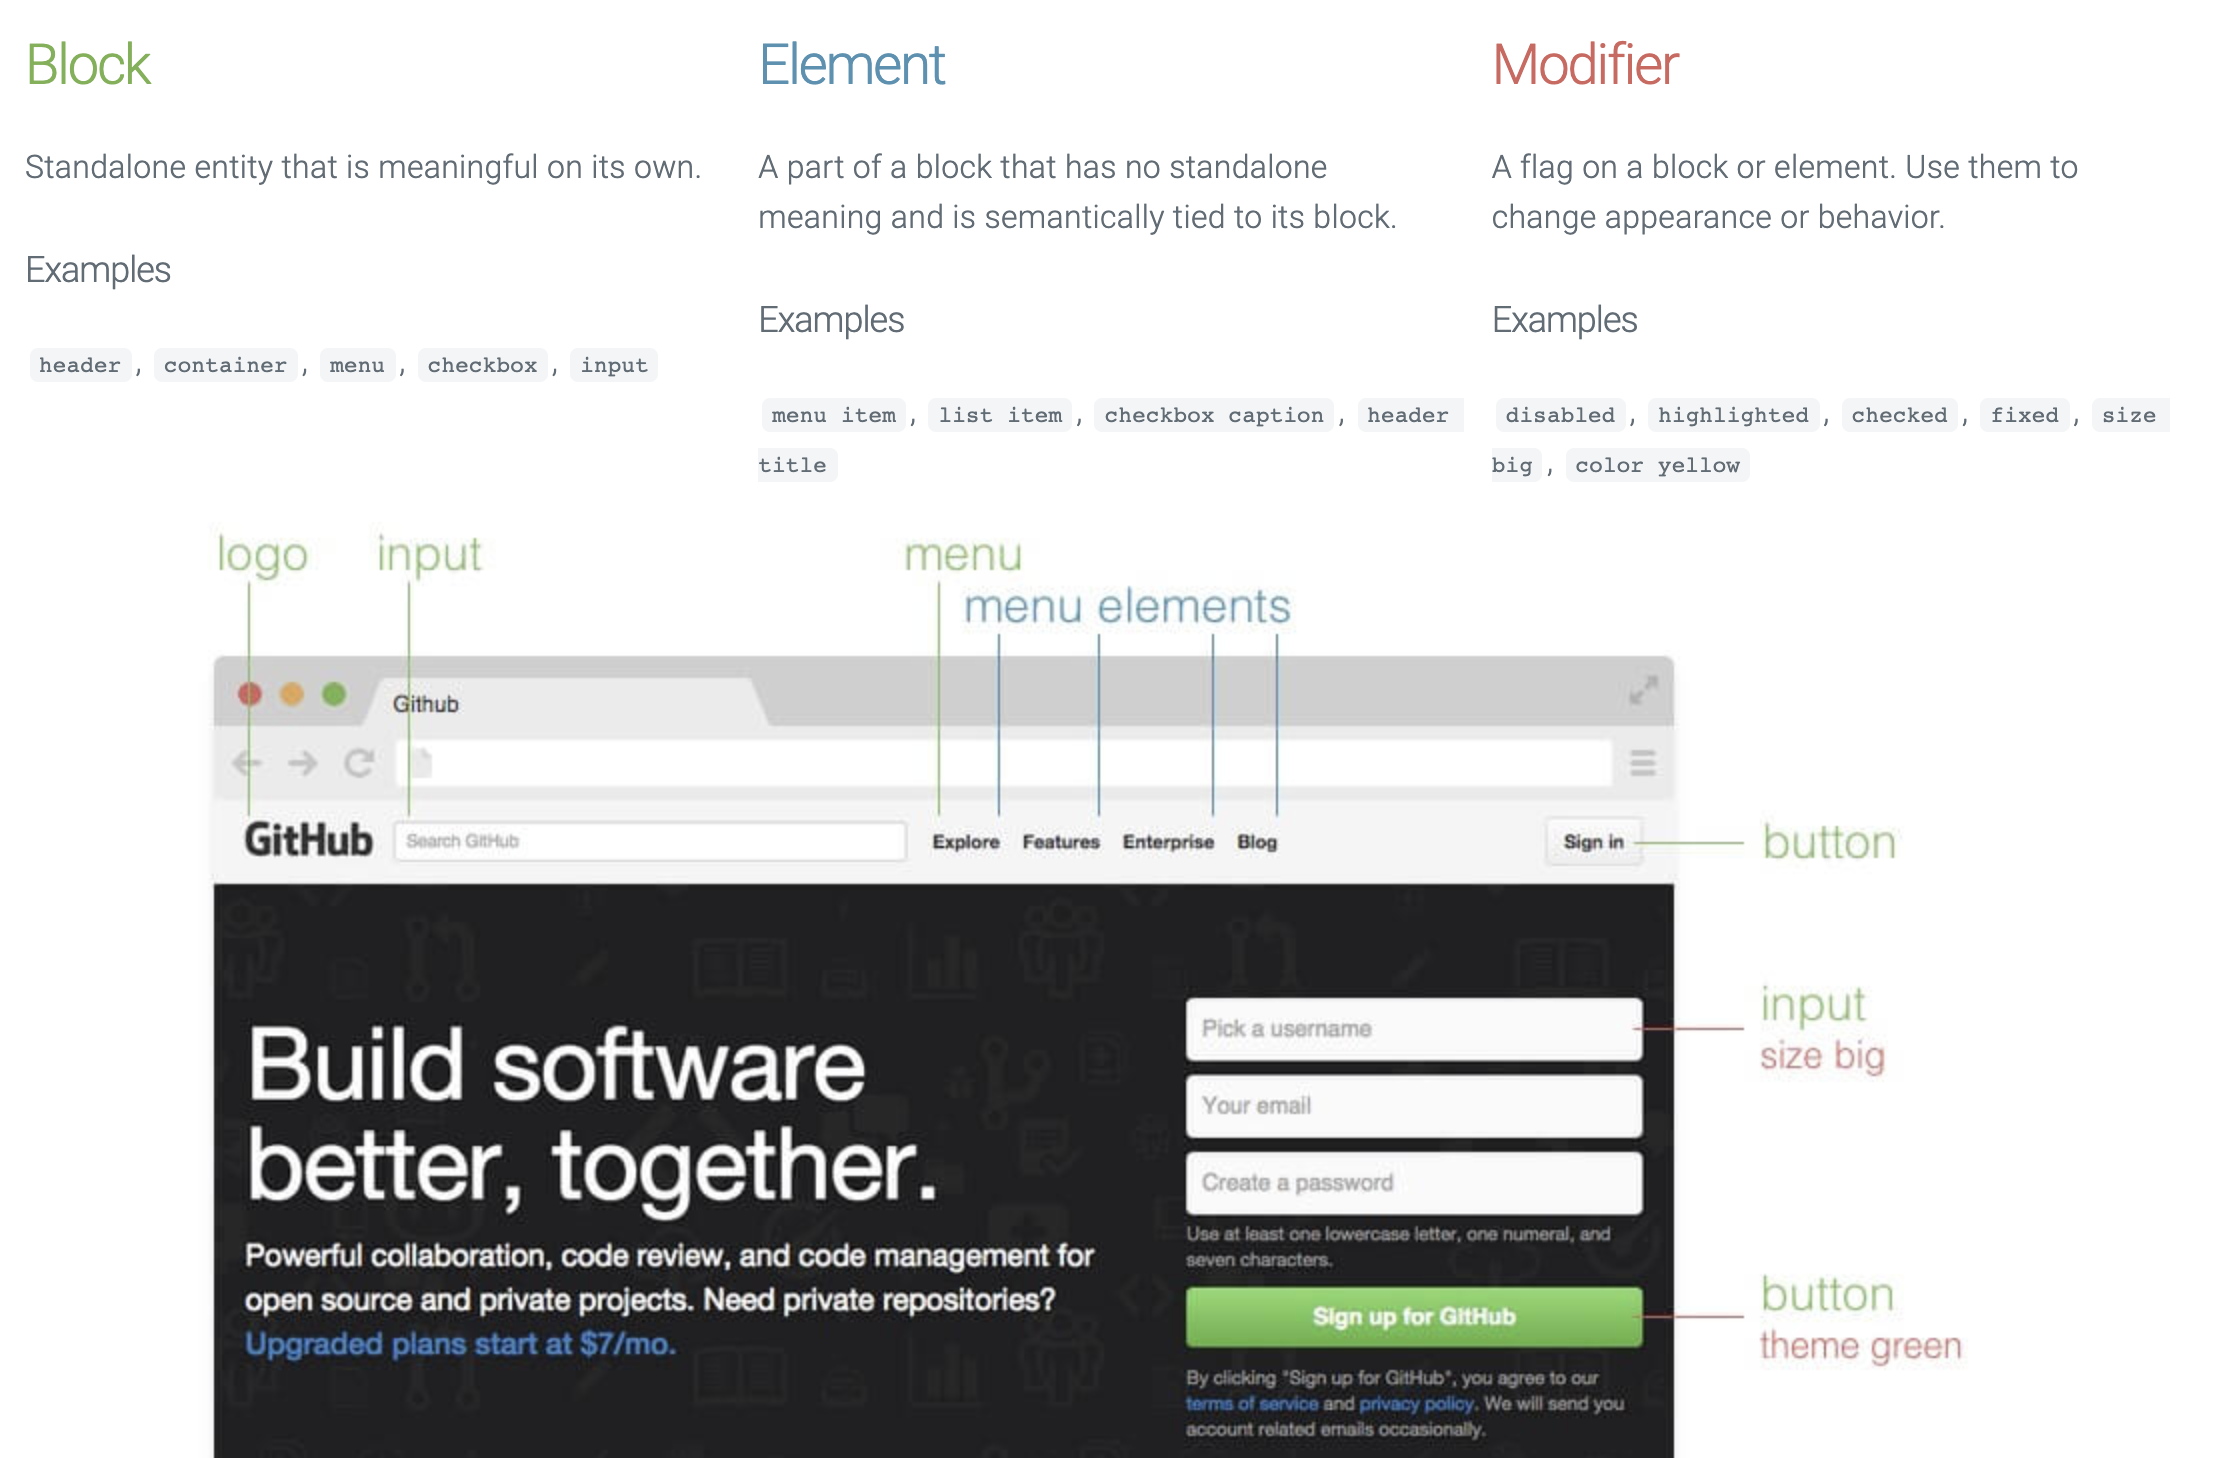 Block
Standalone entity that is meaningful on its own.
Examples
header , container , menu , checkbox , input
Element
A part of a block that has no standalone
meaning and is semantically tied to its block.
Examples
menu item , list item , checkbox caption , header
title
Modifier
A flag on a block or element. Use them to
change appearance or behavior.
Examples
disabled , highlighted , checked , fixed , size
big , color yellow
logo input menu
menu elements
Github
GitHub Search GitHub Explore Features Enterprise Blog Sign in button
Build software
better, together.
Powerful collaboration, code review, and code management for
open source and private projects. Need private repositories?
Upgraded plans start at $7/mo.
Pick a username
input
size big
Your email
Create a password
Use at least one lowercase letter, one numeral, and
seven characters.
Sign up for GitHub
button
theme green
By clicking "Sign up for GitHub", you agree to our
terms of service and privacy policy. We will send you
account related emails occasionally.